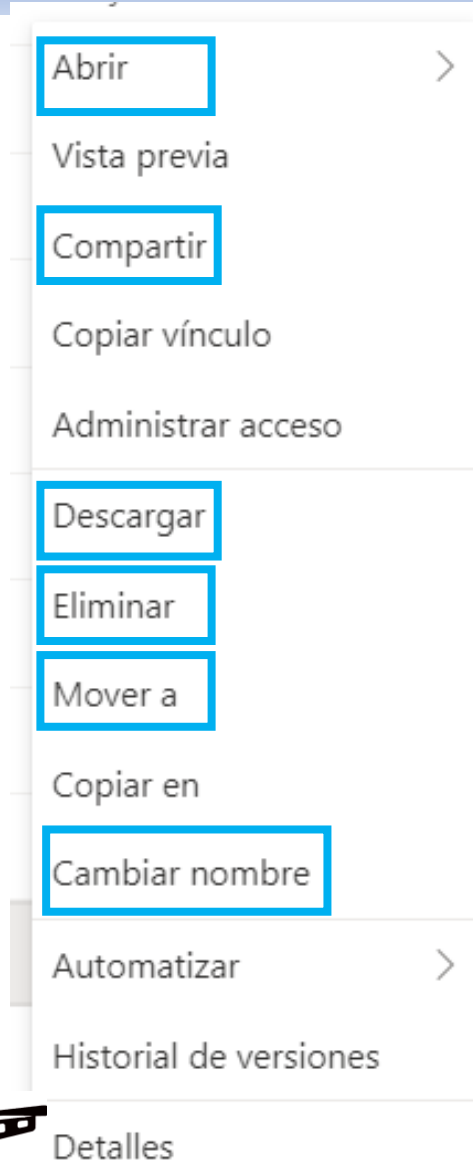 Abrir
Vista previa
Compartir
Copiar vínculo
Administrar acceso
Descargar
Eliminar
Mover a
Copiar en
Cambiar nombre
Automatizar
Historial de versiones
Detalles